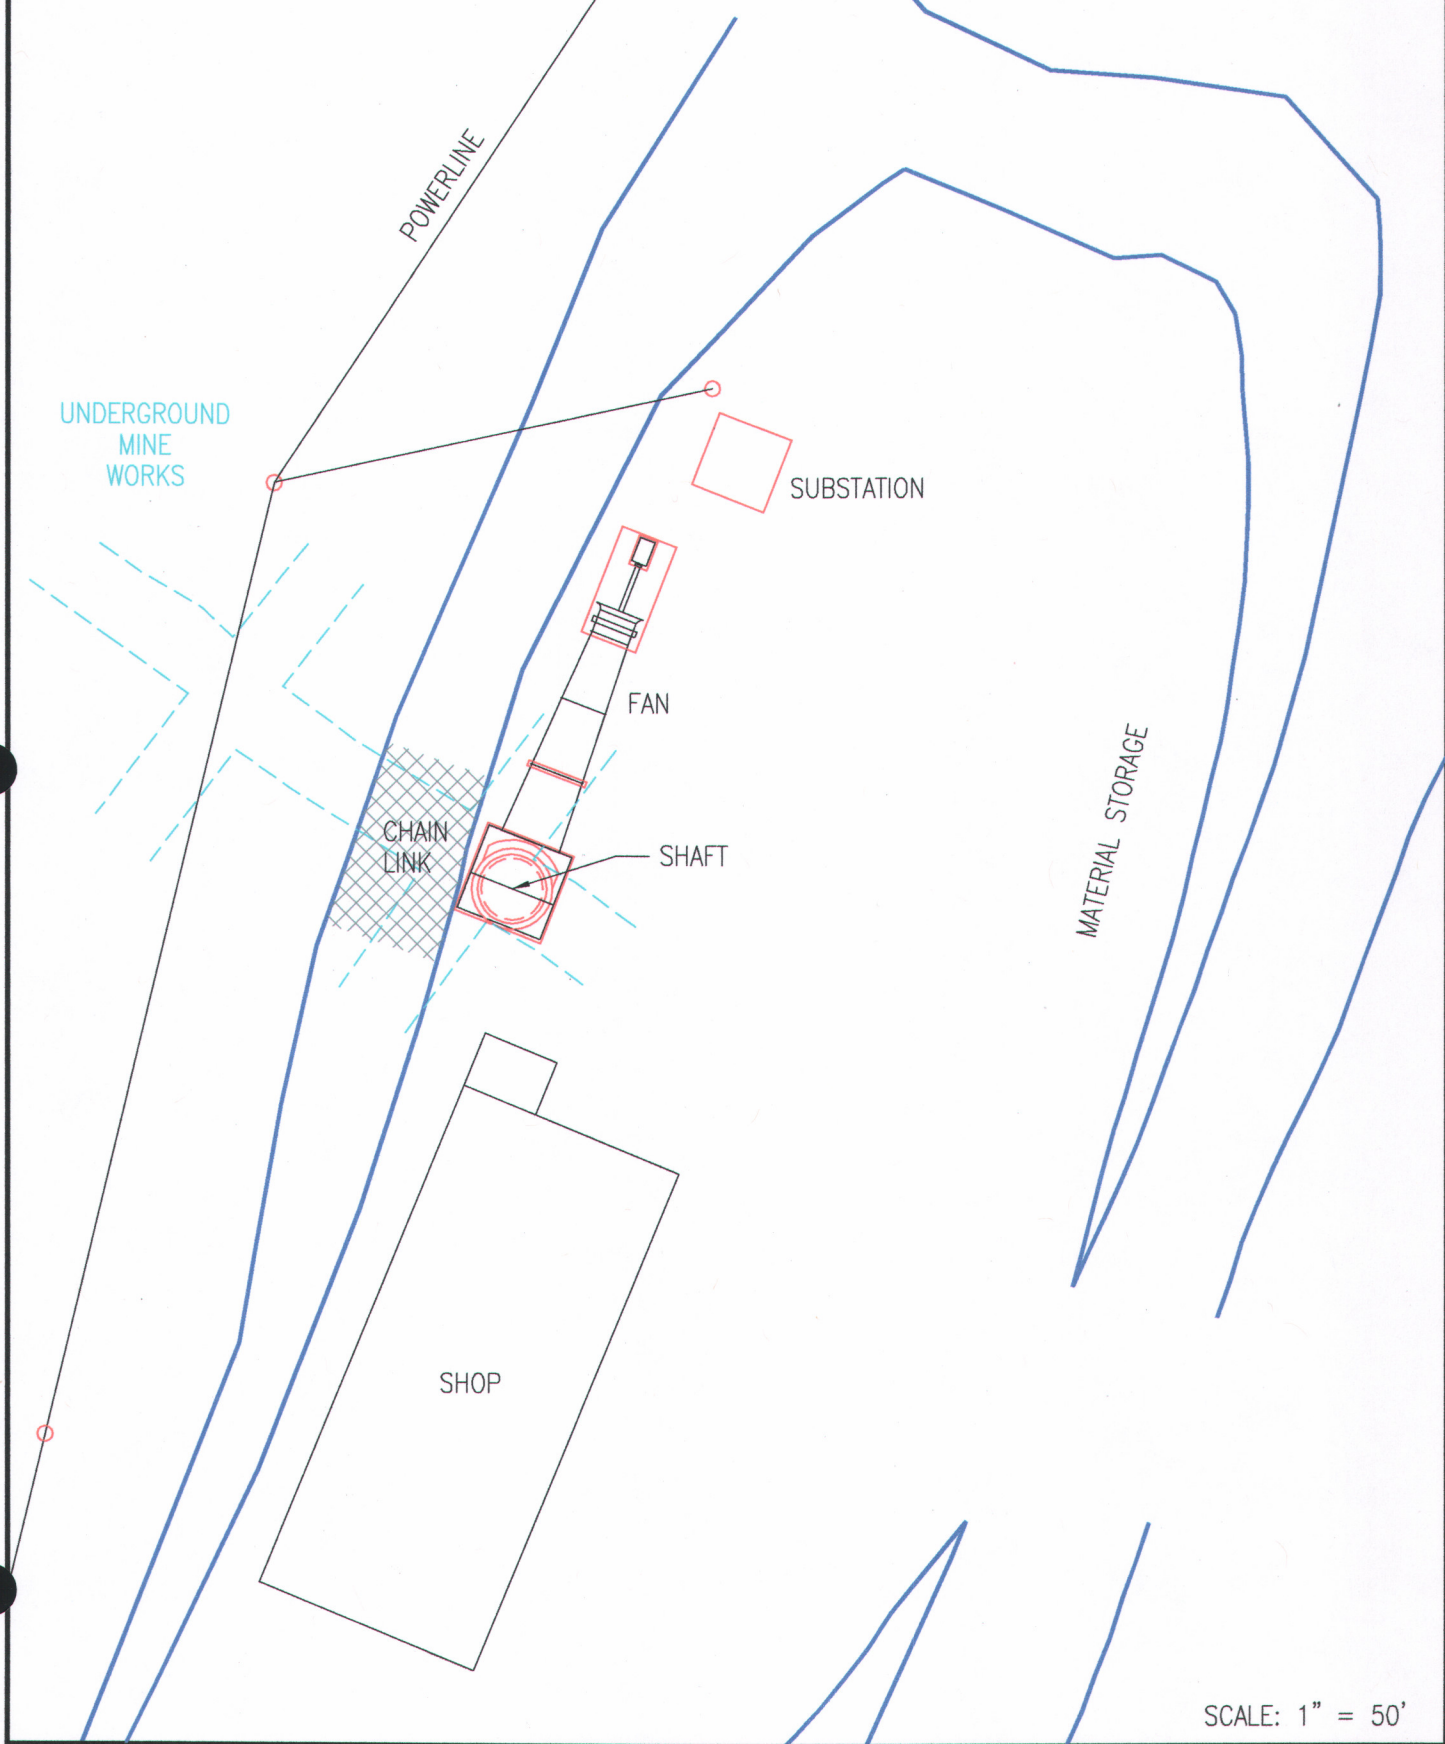 POWERLINE
UNDERGROUND
MINE
WORKS
SUBSTATION
FAN
CHAIN
LINK
SHAFT
MATERIAL STORAGE
SHOP
SCALE: 1" = 50'